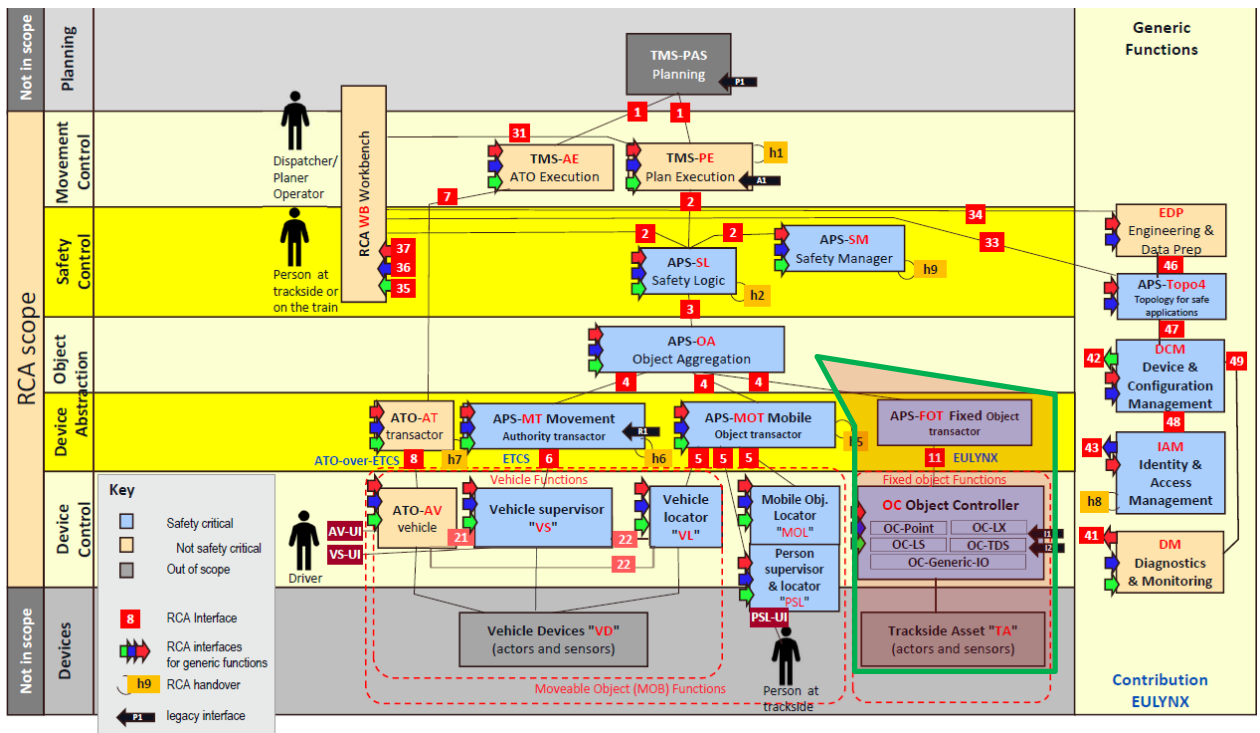 Not in scope
Planning
TMS-PAS
Planning
P1
Generic
Functions
RCA scope
Movement
Control
Dispatcher/
Planer
Operator
RCA WB Workbench
31
1
1
TMS-AE
ATO Execution
TMS-PE
Plan Execution
h1
A1
7
2
Safety
Control
Person at
trackside or
on the train
37
36
35
2
2
APS-SL
Safety Logic
h2
APS-SM
Safety Manager
h9
34
33
EDP
Engineering &
Data Prep
46
APS-Topo4
Topology for safe
applications
47
Object
Abstraction
3
APS-OA
Object Aggregation
4
4
4
42
DCM
Device &
Configuration
Management
49
48
Device
Abstraction
ATO-AT
transactor
APS-MT Movement
Authority transactor
R1
APS-MOT Mobile
Object transactor
h5
APS-FOT Fixed Object
transactor
ATO-over-ETCS
8
h7
ETCS
6
h6
5
5
5
11
EULYNX
43
IAM
Identity &
Access
Management
h8
Device
Control
Vehicle Functions
Fixed object Functions
AV-UI
VS-UI
Driver
ATO-AV
vehicle
21
Vehicle supervisor
"VS"
22
22
Vehicle
locator
"VL"
Mobile Obj.
Locator
"MOL"
Person
supervisor
& locator
"PSL"
PSL-UI
OC Object Controller
OC-Point
OC-LX
OC-LS
OC-TDS
OC-Generic-IO
I1
I2
41
DM
Diagnostics
& Monitoring
Not in scope
Devices
Vehicle Devices "VD"
(actors and sensors)
Moveable Object (MOB) Functions
Person at
trackside
Trackside Asset "TA"
(actors and sensors)
Contribution
EULYNX
Key
Safety critical
Not safety critical
Out of scope
8
RCA Interface
RCA interfaces
for generic functions
h9
RCA handover
P1
legacy interface